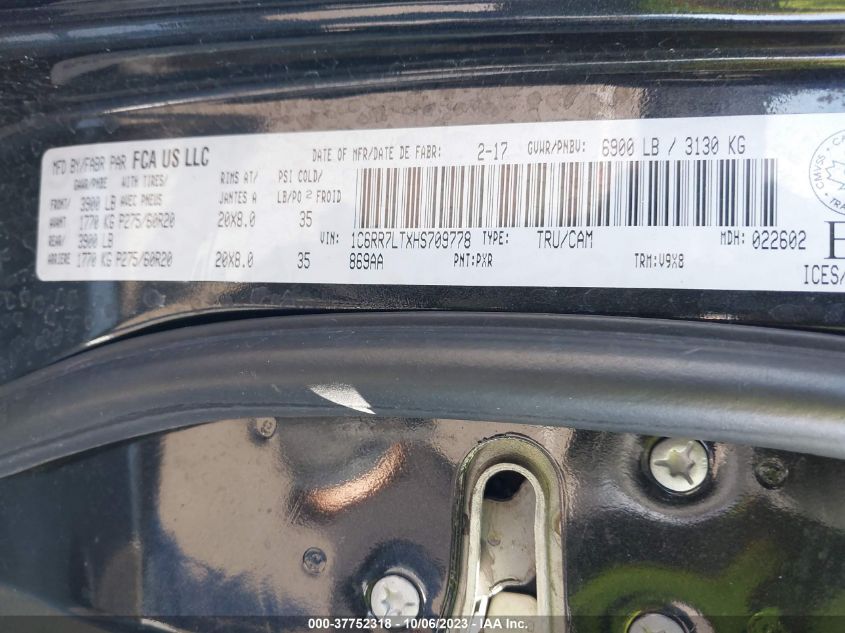 MFD BY/FABR PAR FCA US LLC DATE OF MFR/DATE DE FABR: 2-17 GVWR/PNBV: 6900 LB / 3130 KG
GAWR/PNBE AUTH TIRES/ RIMS AT/ PSI COLD/
AVEC PNEUS JANTES A LB/PO2 FROID
FRONT/ 3900 LB
AVANT 1770 KG P275/60R20 20X8.0 35
REAR/ 3900 LB
ARRIERE 1770 KG P275/60R20 20X8.0 35
VIN: 1C6RR7LTXHS709778 TYPE: TRU/CAM MDH: 022602
869AA PNT:PXR TRM:V9X8
ICES/
CMVSS
000-37752318 - 10/06/2023 - IAA Inc.